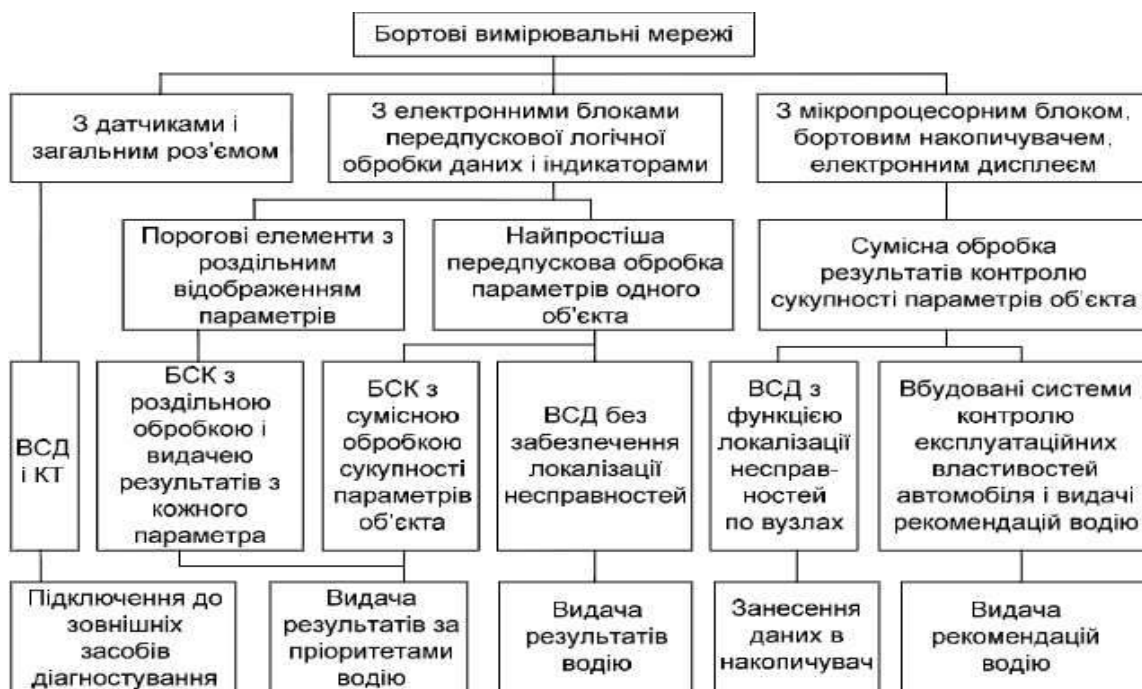 Бортові вимірювальні мережі
З датчиками і
загальним роз'ємом
З електронними блоками
передпускової логічної
обробки даних і індикаторами
З мікропроцесорним блоком,
бортовим накопичувачем,
електронним дисплеєм
Порогові елементи з
роздільним
відображенням
параметрів
Найпростіша
передпускова обробка
параметрів одного
об'єкта
Сумісна обробка
результатів контролю
сукупності параметрів об'єкта
ВСД
і КТ
БСК з
роздільною
обробкою і
видачею
результатів з
кожного
параметра
БСК з
сумісною
обробкою
сукупності
параметрів
об'єкта
ВСД без
забезпечення
локалізації
несправностей
ВСД з
функцією
локалізації
несправ-
ностей
по вузлах
Вбудовані системи
контролю
експлуатаційних
властивостей
автомобіля і видачі
рекомендацій водію
Підключення до
зовнішніх
засобів
діагностування
Видача
результатів за
пріоритетами
водію
Видача
результатів
водію
Занесення
даних в
накопичувач
Видача
рекомендацій
водію